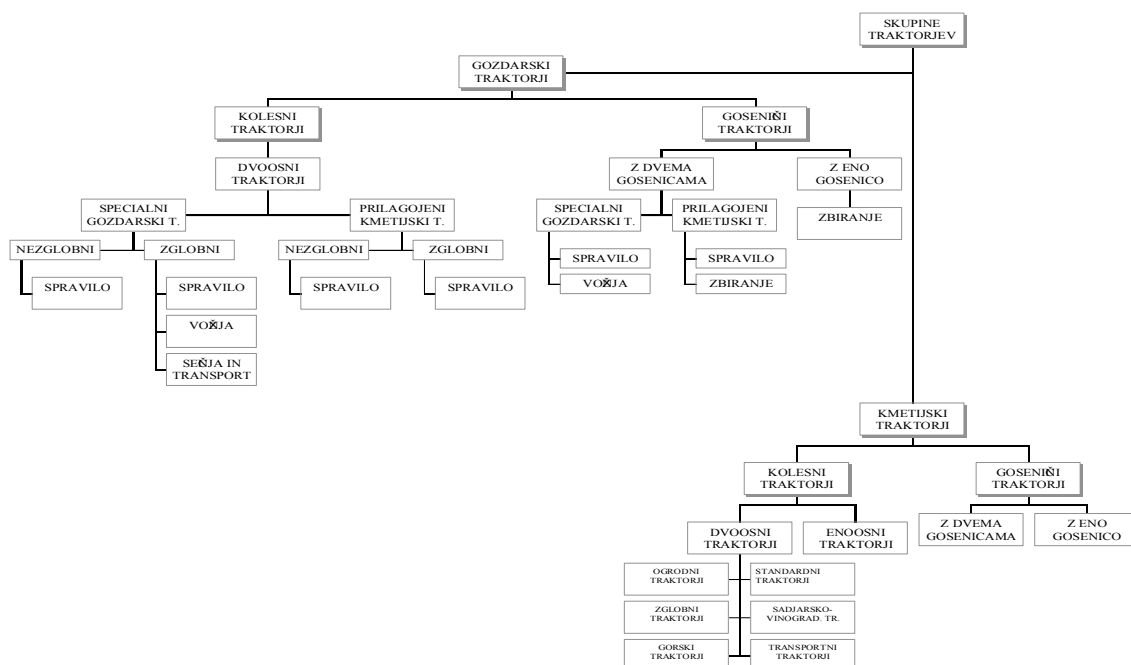 SKUPINE
TRAKTORJEV
GOZDARSKI
TRAKTORJI
KOLESNI
TRAKTORJI
GOSENIČNI
TRAKTORJI
DVOOSNI
TRAKTORJI
Z DVEMA
GOSENICAMA
Z ENO
GOSENICO
SPECIALNI
GOZDARSKI T.
PRILAGOJENI
KMETIJSKI T.
SPECIALNI
GOZDARSKI T.
PRILAGOJENI
KMETIJSKI T.
ZBIRANJE
NEZGLOBNI
ZGLOBNI
NEZGLOBNI
ZGLOBNI
SPRAVILO
SPRAVILO
SPRAVILO
SPRAVILO
SPRAVILO
SPRAVILO
VOŽNJA
ZBIRANJE
VOŽNJA
SEČNJA IN
TRANSPORT
KMETIJSKI
TRAKTORJI
KOLESNI
TRAKTORJI
GOSENIČNI
TRAKTORJI
DVOOSNI
TRAKTORJI
ENOOSNI
TRAKTORJI
Z DVEMA
GOSENICAMA
Z ENO
GOSENICO
OGRODNI
TRAKTORJI
STANDARDNI
TRAKTORJI
ZGLOBNI
TRAKTORJI
SADJARSKO-
VINOGRAD. TR.
GORSKI
TRAKTORJI
TRANSPORTNI
TRAKTORJI